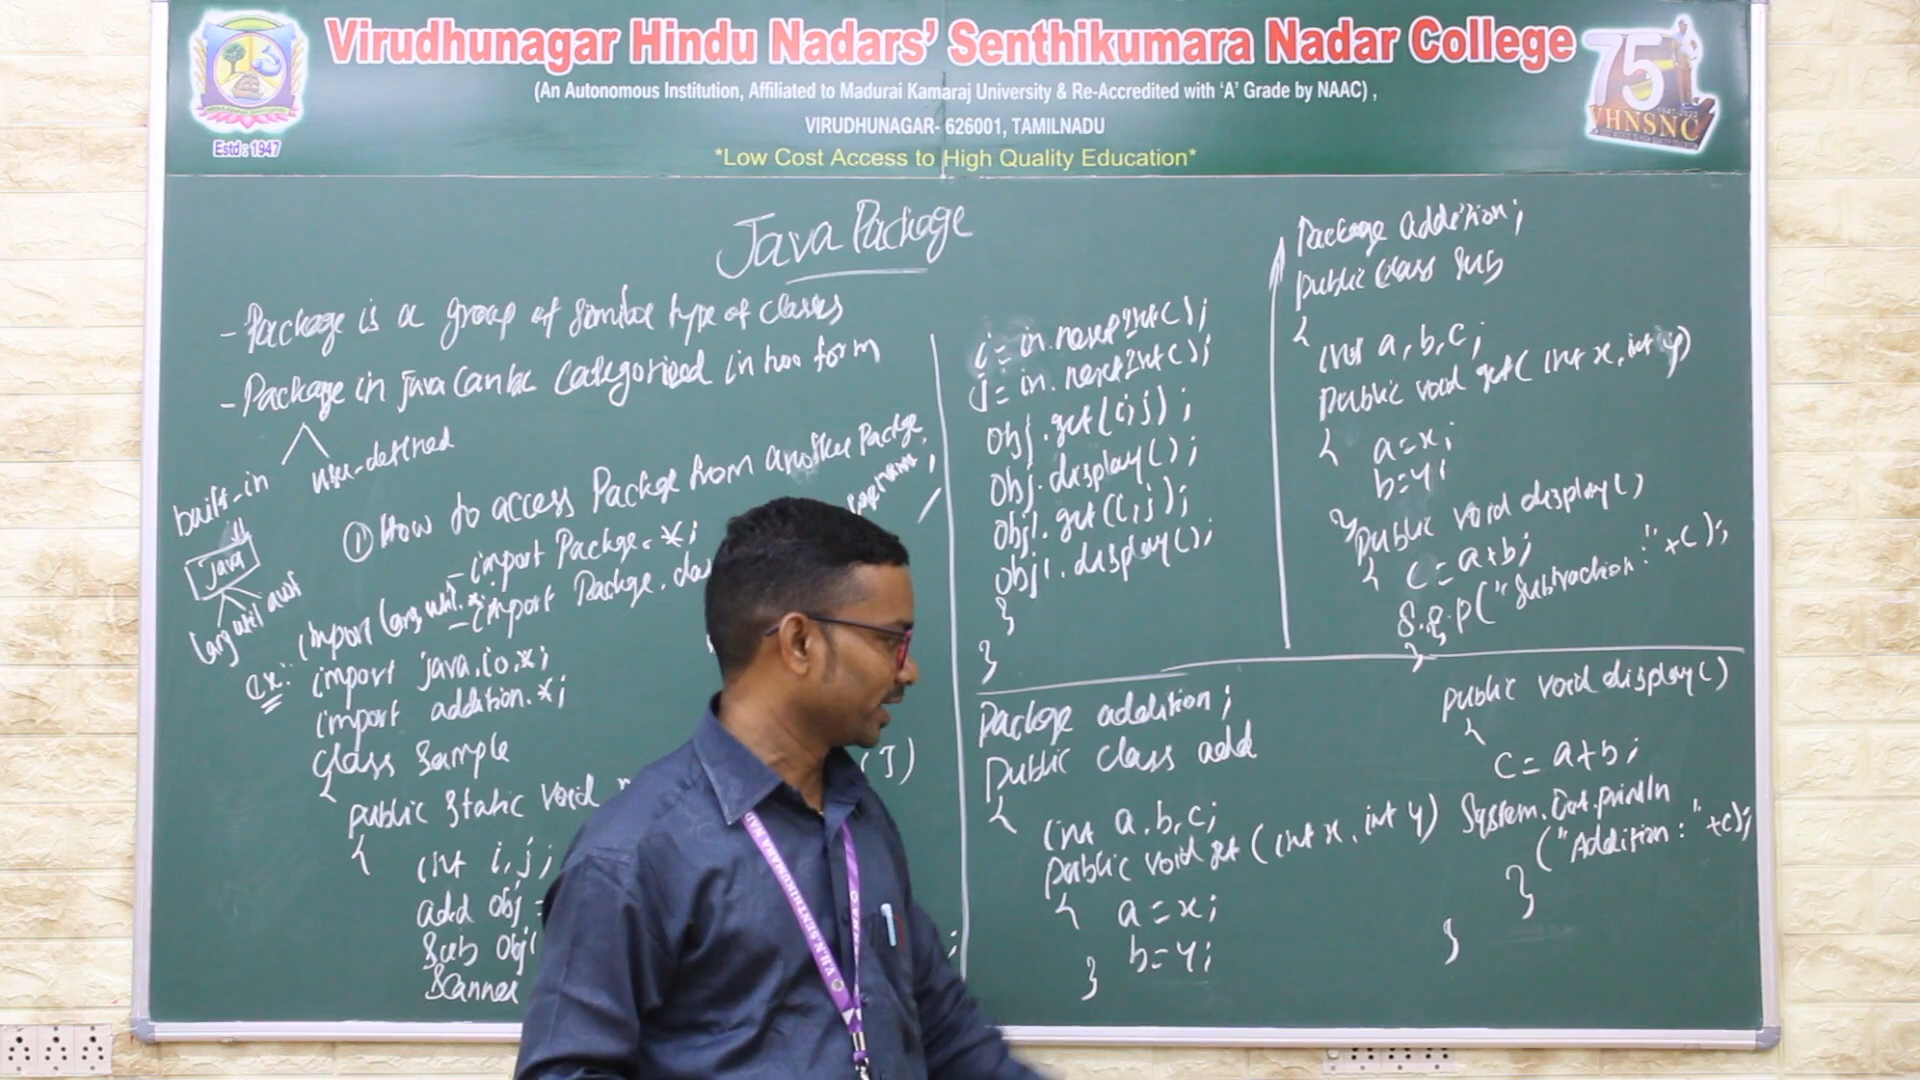 Virudhunagar Hindu Nadars' Senthikumara Nadar College
(An Autonomous Institution, Affiliated to Madurai Kamaraj University & Re-Accredited with 'A' Grade by NAAC) ,
VIRUDHUNAGAR- 626001, TAMILNADU
*Low Cost Access to High Quality Education*
Estd : 1947
75
VHNSNC
Java Package
- Package is a group of similar type of classes
- Package in java can be categorized in two form
built-in
user-defined
Java
lang util awt
① How to access Package from another Package
- import Package.*;
- import Package.
ex:
import lang.util.*;
import java.io.*;
import addition.*;
class Sample
{
public static void
{
int i, j;
add obj =
Sub obj1
Scanner
i = in.nextInt();
j = in.nextInt();
obj.get(i,j);
obj.display();
obj1.get(i,j);
obj1.display();
}
}
Package addition;
public class Sub
{
int a, b, c;
public void get( int x, int y)
{ a=x;
b=y;
}
public void display()
{ c=a+b;
S.o.p("Subtraction:"+c);
}
}
Package addition;
public class add
{
int a, b, c;
public void get (int x, int y)
{ a = x;
b = y;
}
public void display()
{
c = a+b;
System.Out.println
("Addition:"+c);
}
}